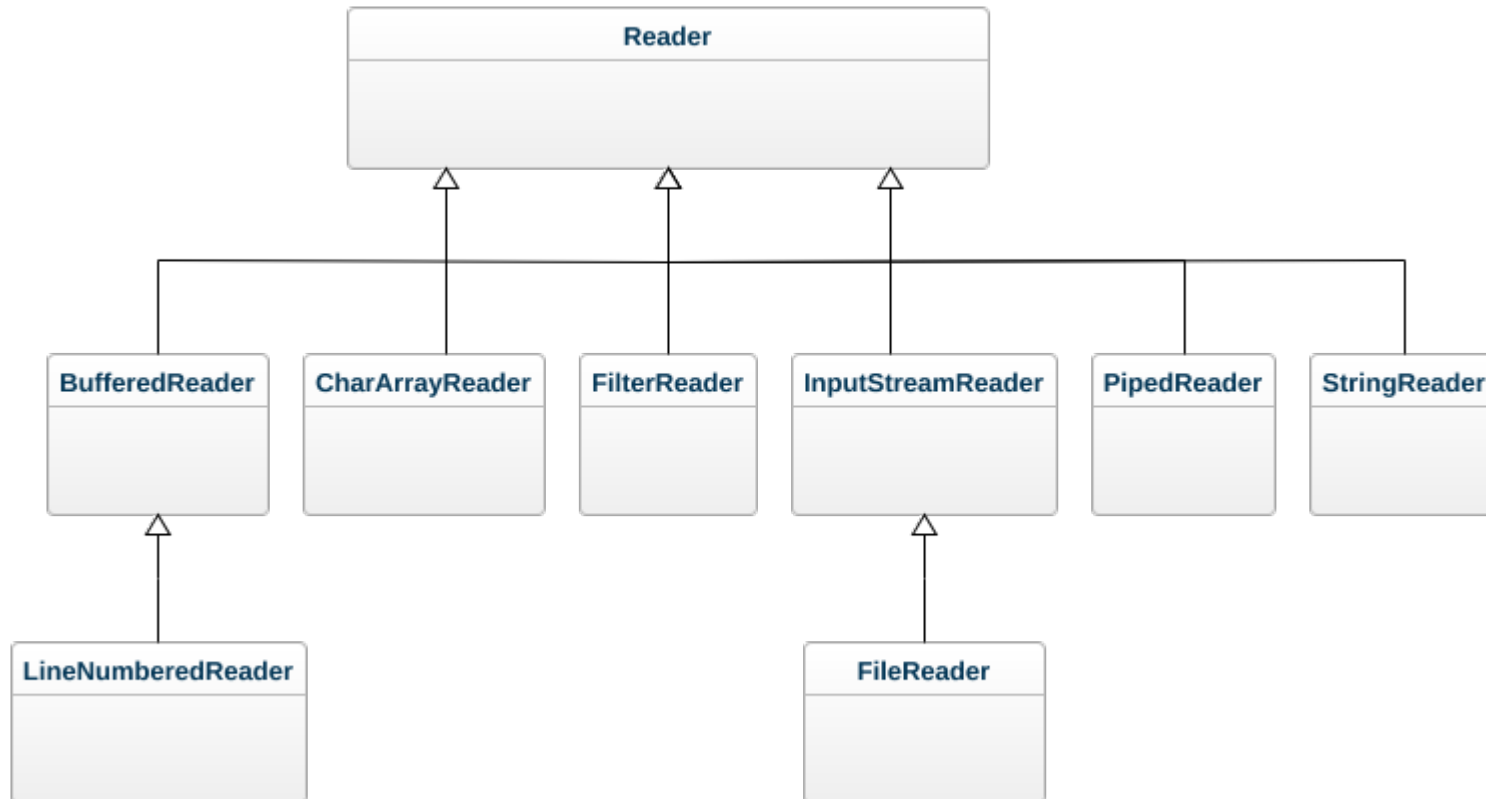 Reader
BufferedReader
CharArrayReader
FilterReader
InputStreamReader
PipedReader
StringReader
LineNumberedReader
FileReader